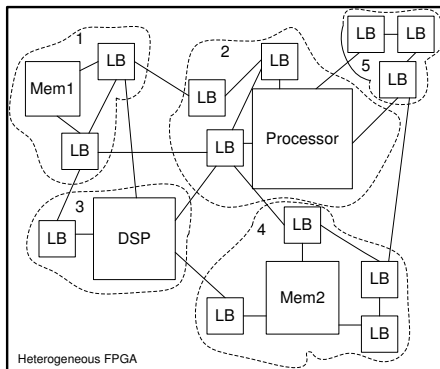 1
LB
Mem1
LB
2
LB
LB
LB
Processor
LB
LB
5
LB
3
LB
DSP
4
LB
Mem2
LB
LB
LB
Heterogeneous FPGA